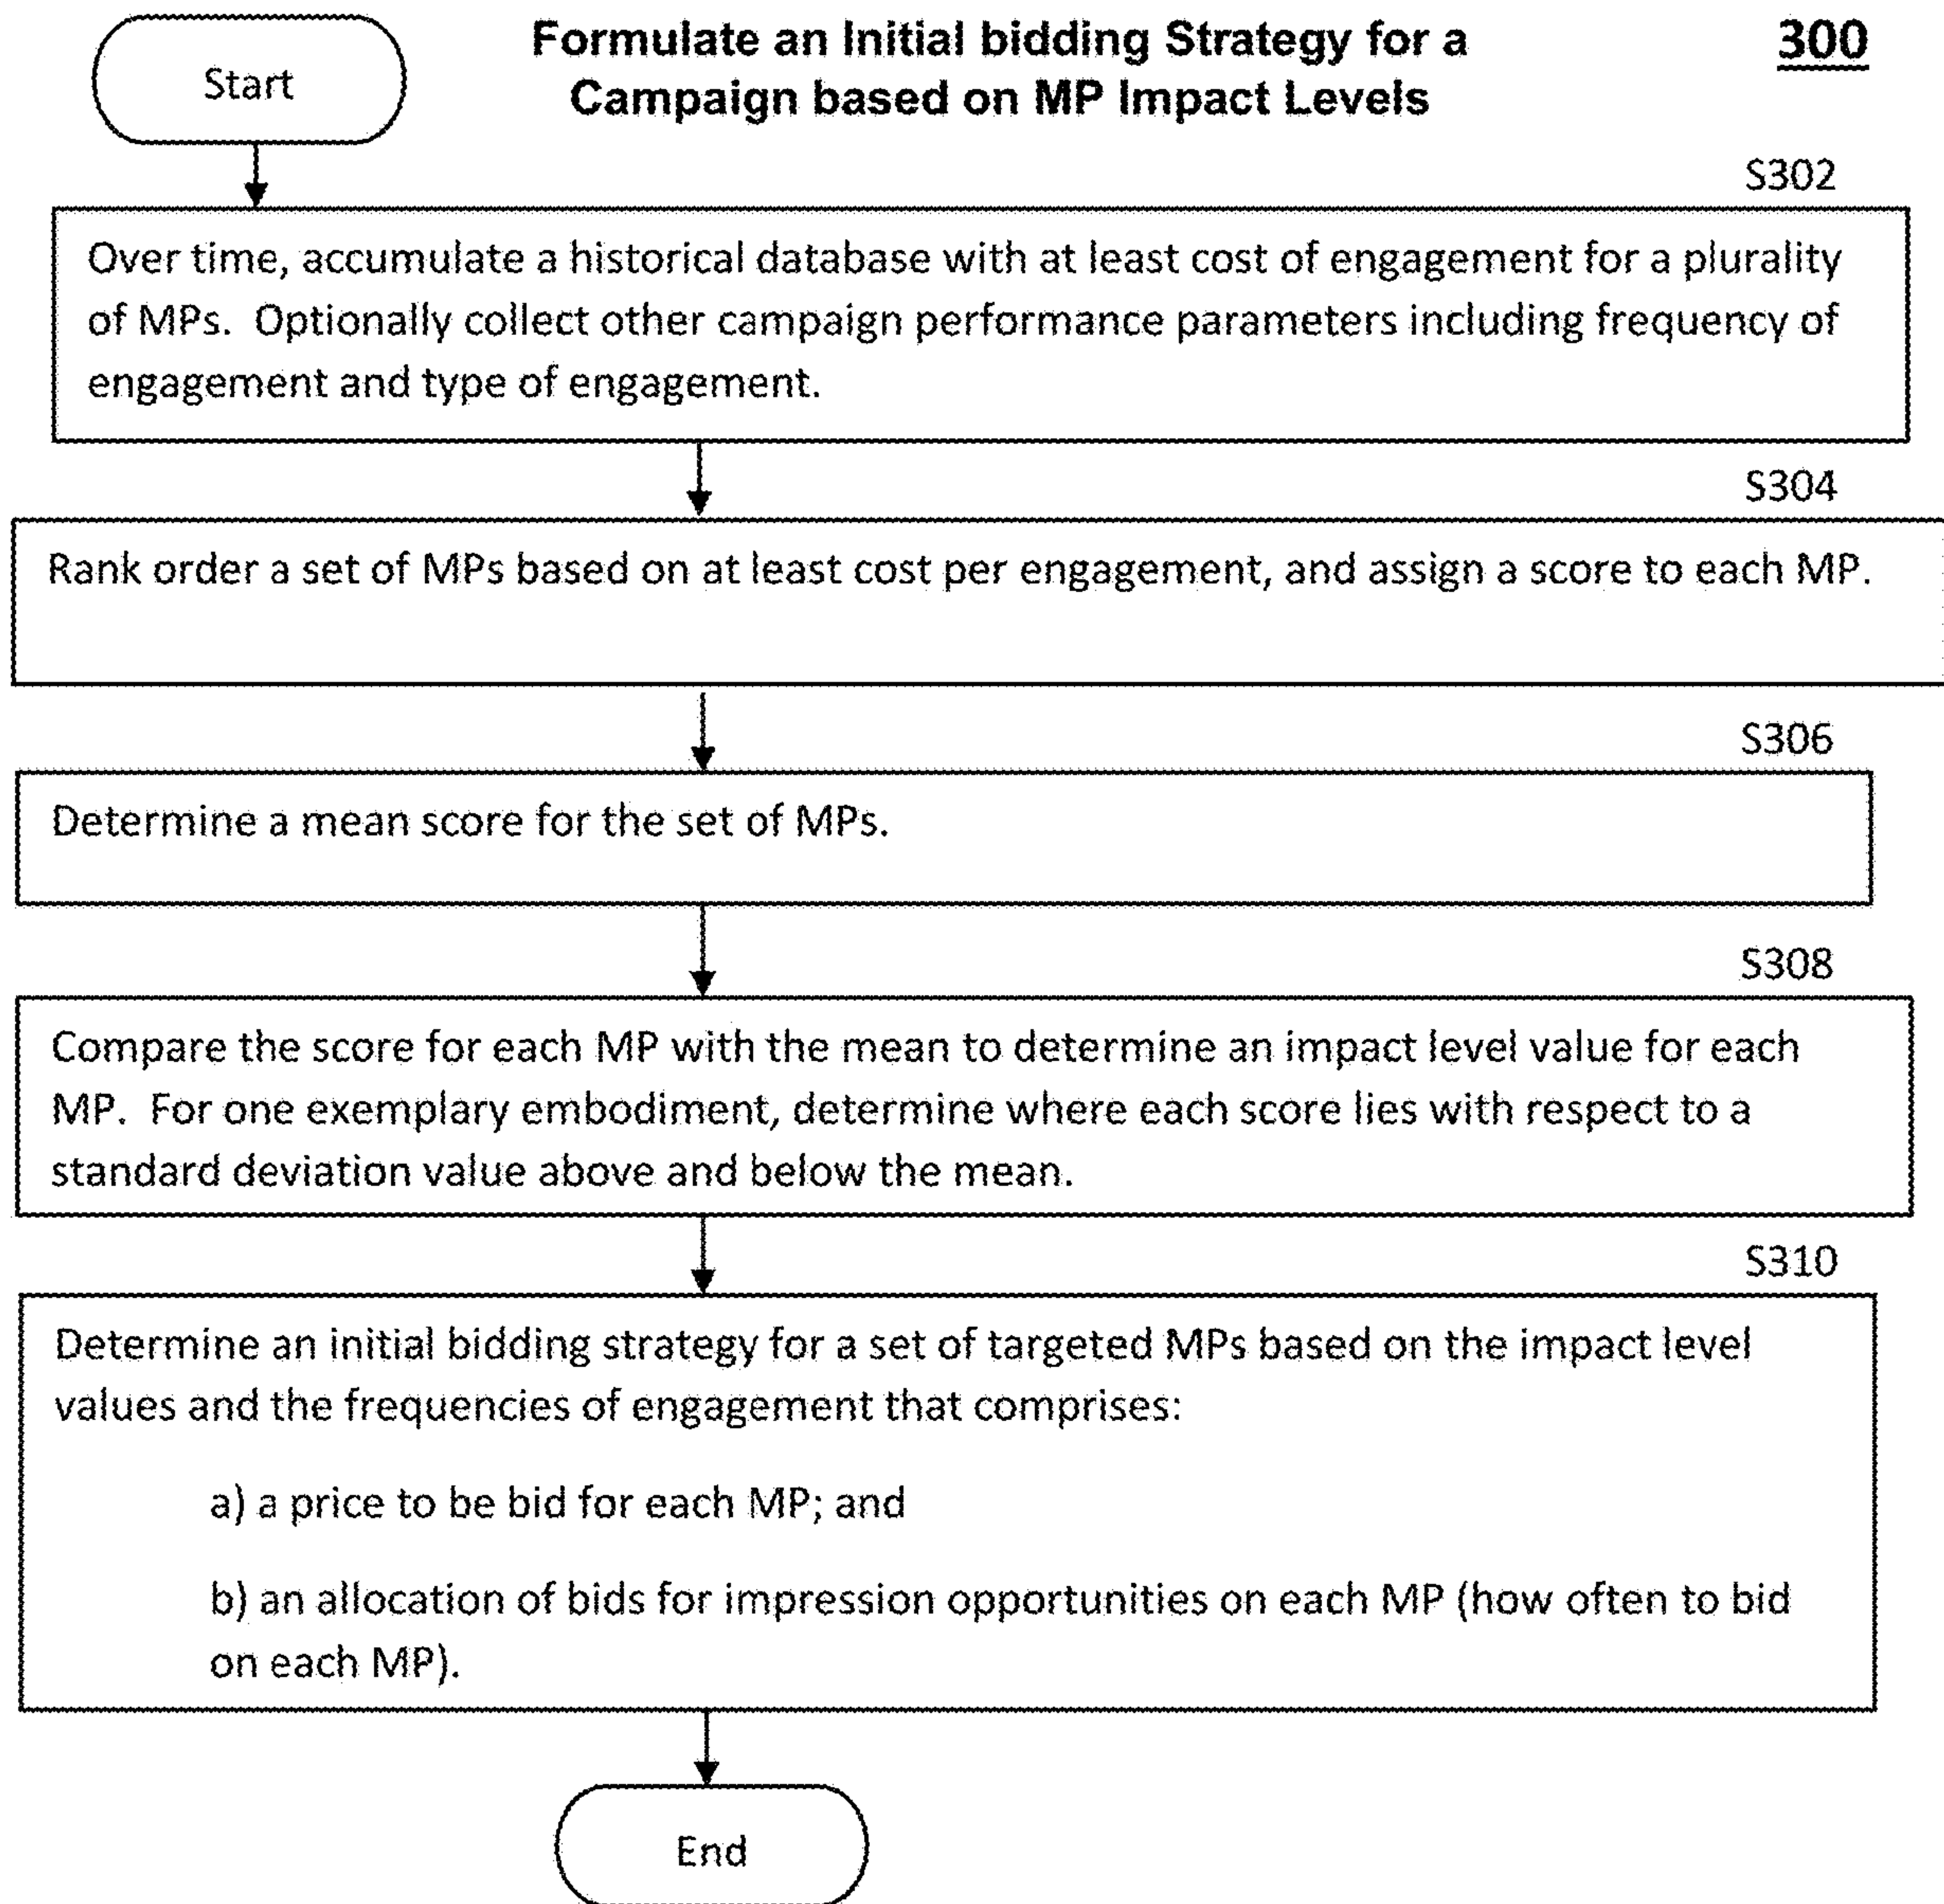 Formulate an Initial bidding Strategy for a
Campaign based on MP Impact Levels
300
Start
S302
Over time, accumulate a historical database with at least cost of engagement for a plurality
of MPs. Optionally collect other campaign performance parameters including frequency of
engagement and type of engagement.
S304
Rank order a set of MPs based on at least cost per engagement, and assign a score to each MP.
S306
Determine a mean score for the set of MPs.
S308
Compare the score for each MP with the mean to determine an impact level value for each
MP. For one exemplary embodiment, determine where each score lies with respect to a
standard deviation value above and below the mean.
S310
Determine an initial bidding strategy for a set of targeted MPs based on the impact level
values and the frequencies of engagement that comprises:
a) a price to be bid for each MP; and
b) an allocation of bids for impression opportunities on each MP (how often to bid
on each MP).
End